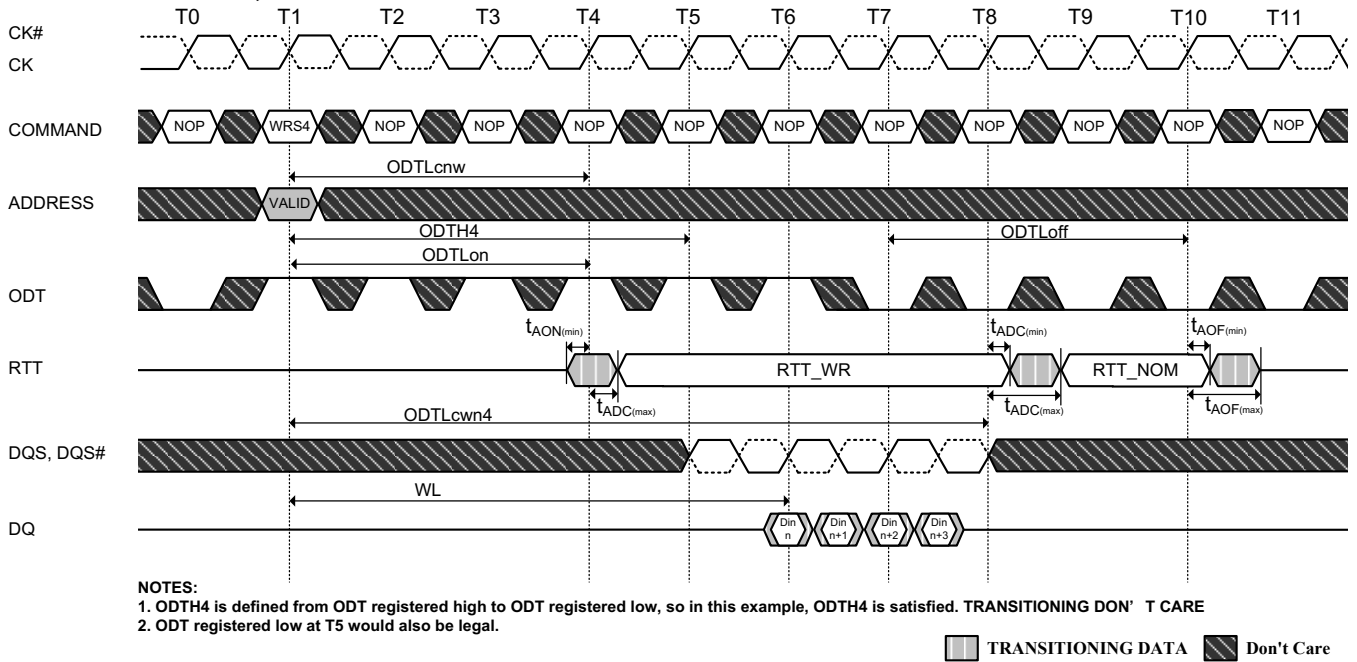 T0 T1 T2 T3 T4 T5 T6 T7 T8 T9 T10 T11
CK#
CK
COMMAND NOP WRS4 NOP NOP NOP NOP NOP NOP NOP NOP NOP NOP
ODTLcnw
ADDRESS VALID
ODTH4 ODTLoff
ODTLon
ODT
tAON(min) tADC(min) tAOF(min)
RTT RTT_WR RTT_NOM
tADC(max) tADC(max) tAOF(max)
ODTLcwn4
DQS, DQS#
WL
DQ Din n Din n+1 Din n+2 Din n+3
NOTES:
1. ODTH4 is defined from ODT registered high to ODT registered low, so in this example, ODTH4 is satisfied. TRANSITIONING DON' T CARE
2. ODT registered low at T5 would also be legal.
TRANSITIONING DATA Don't Care